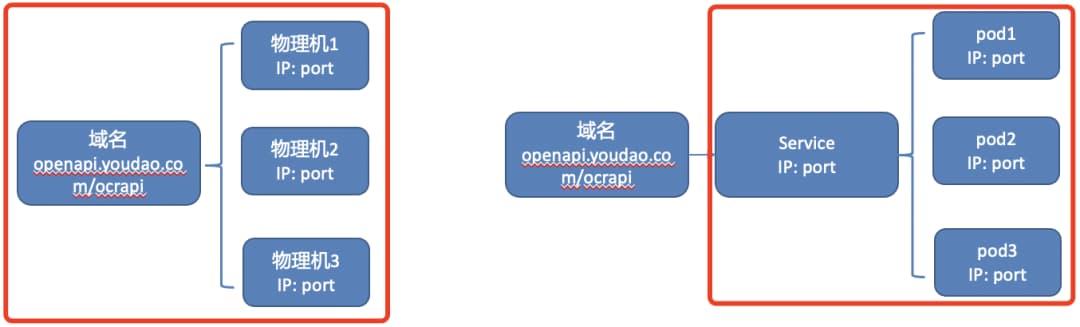 域名
openapi.youdao.co
m/ocrapi
物理机1
IP: port
物理机2
IP: port
物理机3
IP: port
域名
openapi.youdao.co
m/ocrapi
Service
IP: port
pod1
IP: port
pod2
IP: port
pod3
IP: port